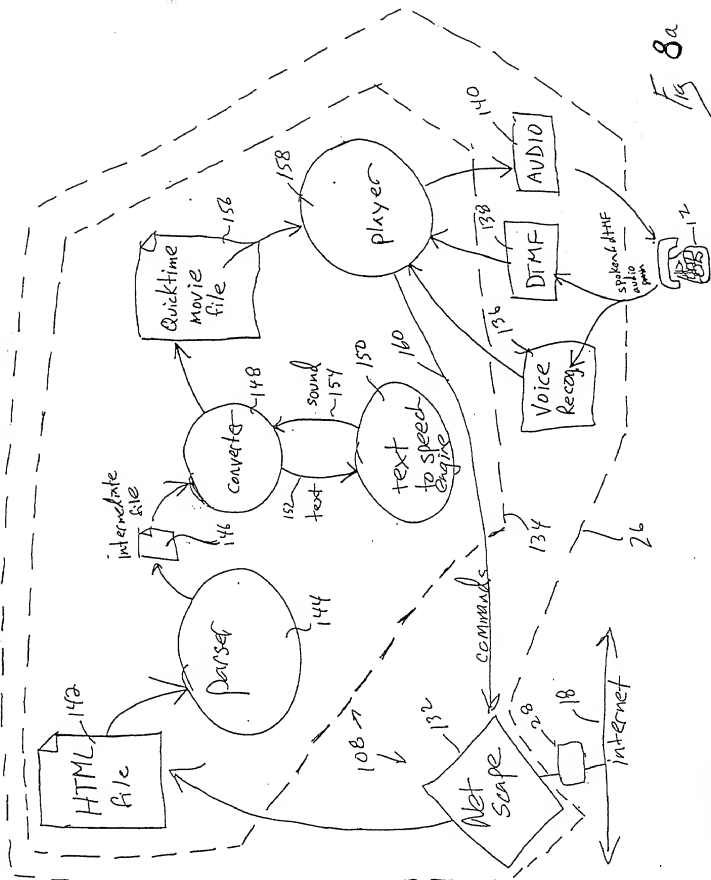 HTML
file
142
Parser
144
intermediate
file
146
converter
148
152
text
sound
154
text
to speech
engine
150
Quicktime
movie
file
156
player
158
160
commands
Net
Scape
132
108
28
18
internet
134
26
Voice
Recog
136
DTMF
138
AUDIO
140
spoken & dtmf
audio
12
Fig 8a